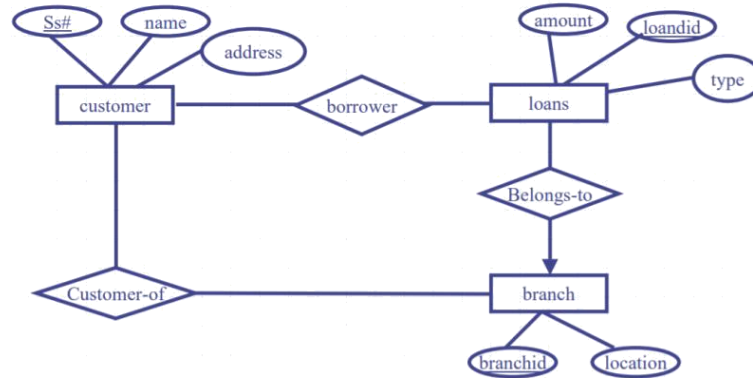 Ss#
name
address
amount
loandid
type
customer
borrower
loans
Belongs-to
Customer-of
branch
branchid
location